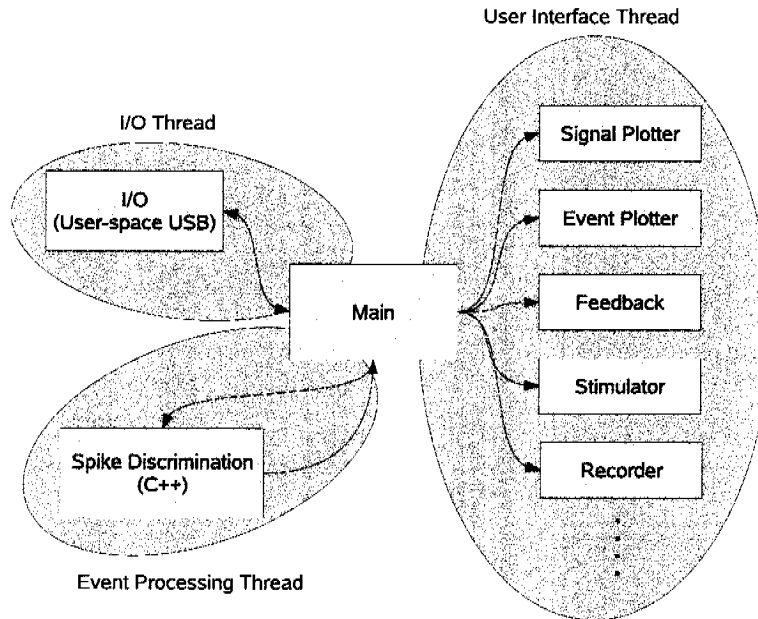 User Interface Thread
I/O Thread
Signal Plotter
I/O
(User-space USB)
Event Plotter
Main
Feedback
Stimulator
Spike Discrimination
(C++)
Recorder
Event Processing Thread